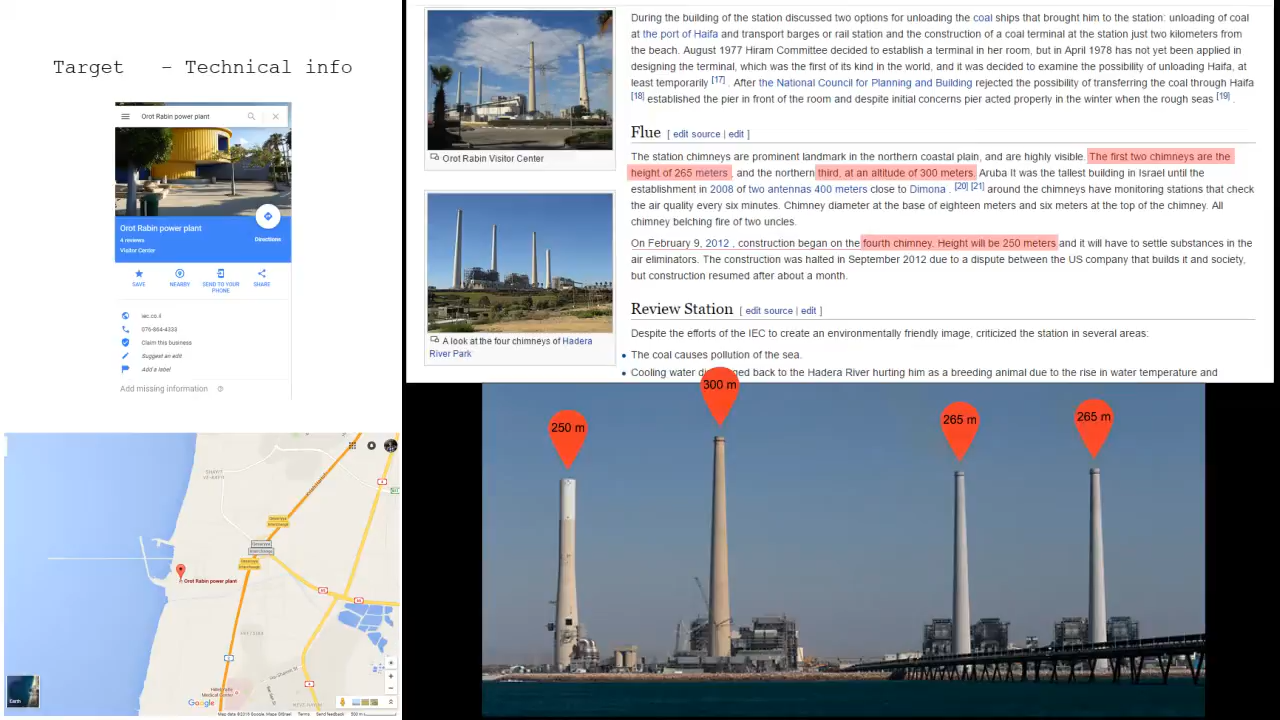 Target - Technical info
Orot Rabin power plant
Orot Rabin power plant
4 reviews
Visitor Center
Directions
SAVE
NEARBY
SEND TO YOUR
PHONE
SHARE
iec.co.il
076-864-4333
Claim this business
Suggest an edit
Add a label
Add missing information
Orot Rabin power plant
Google
Earth
Map data ©2016 Google, Mapa GISrael Terms Send feedback 500 m
Orot Rabin Visitor Center
A look at the four chimneys of Hadera
River Park
During the building of the station discussed two options for unloading the coal ships that brought him to the station: unloading of coal
at the port of Haifa and transport barges or rail station and the construction of a coal terminal at the station just two kilometers from
the beach. August 1977 Hiram Committee decided to establish a terminal in her room, but in April 1978 has not yet been applied in
designing the terminal, which was the first of its kind in the world, and it was decided to examine the possibility of unloading Haifa, at
least temporarily [17] . After the National Council for Planning and Building rejected the possibility of transferring the coal through Haifa
[18] established the pier in front of the room and despite initial concerns pier acted properly in the winter when the rough seas [19] .
Flue [ edit source | edit ]
The station chimneys are prominent landmark in the northern coastal plain, and are highly visible. The first two chimneys are the
height of 265 meters , and the northern third, at an altitude of 300 meters. Aruba It was the tallest building in Israel until the
establishment in 2008 of two antennas 400 meters close to Dimona . [20] [21] around the chimneys have monitoring stations that check
the air quality every six minutes. Chimney diameter at the base of eighteen meters and six meters at the top of the chimney. All
chimney belching fire of two uncles.
On February 9, 2012 , construction began on the fourth chimney. Height will be 250 meters and it will have to settle substances in the
air eliminators. The construction was halted in September 2012 due to a dispute between the US company that builds it and society,
but construction resumed after about a month.
Review Station [ edit source | edit ]
Despite the efforts of the IEC to create an environmentally friendly image, criticized the station in several areas:
The coal causes pollution of the sea.
Cooling water back to the Hadera River hurting him as a breeding animal due to the rise in water temperature and
250 m
300 m
265 m
265 m